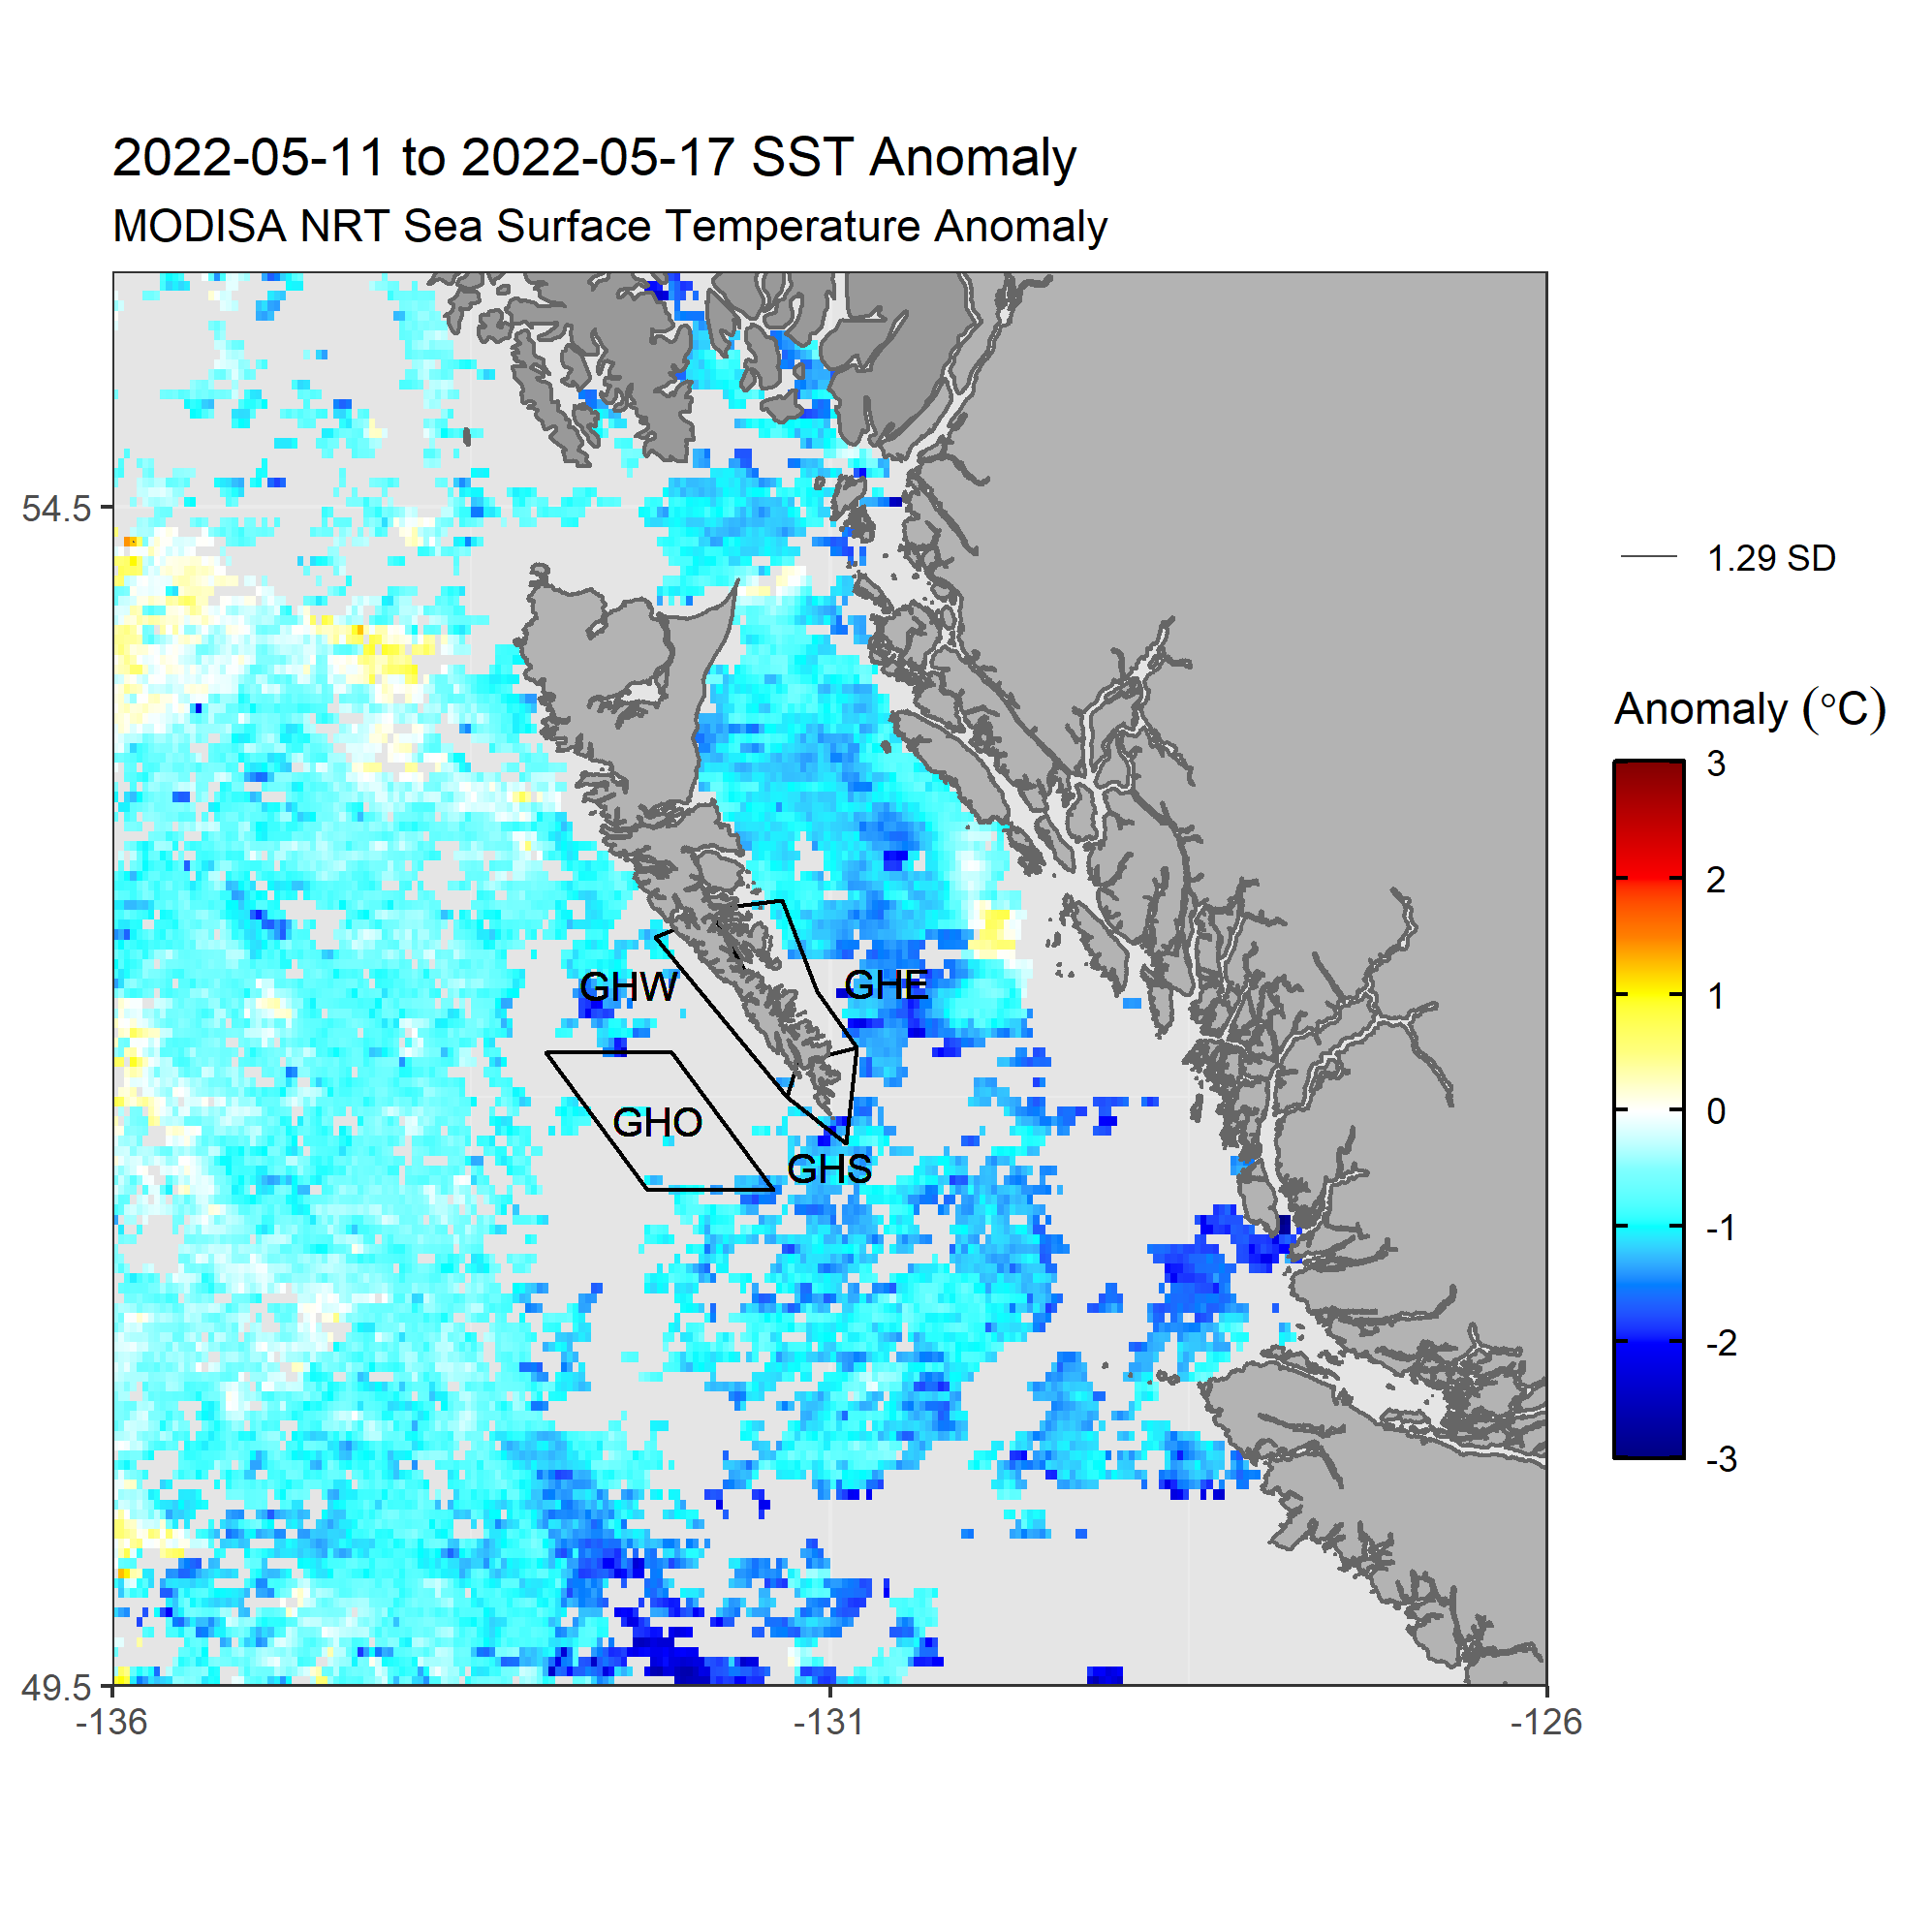 2022-05-11 to 2022-05-17 SST Anomaly
MODISA NRT Sea Surface Temperature Anomaly
54.5
49.5
-136
-131
-126
GHW
GHE
GHO
GHS
1.29 SD
Anomaly (°C)
3
2
1
0
-1
-2
-3